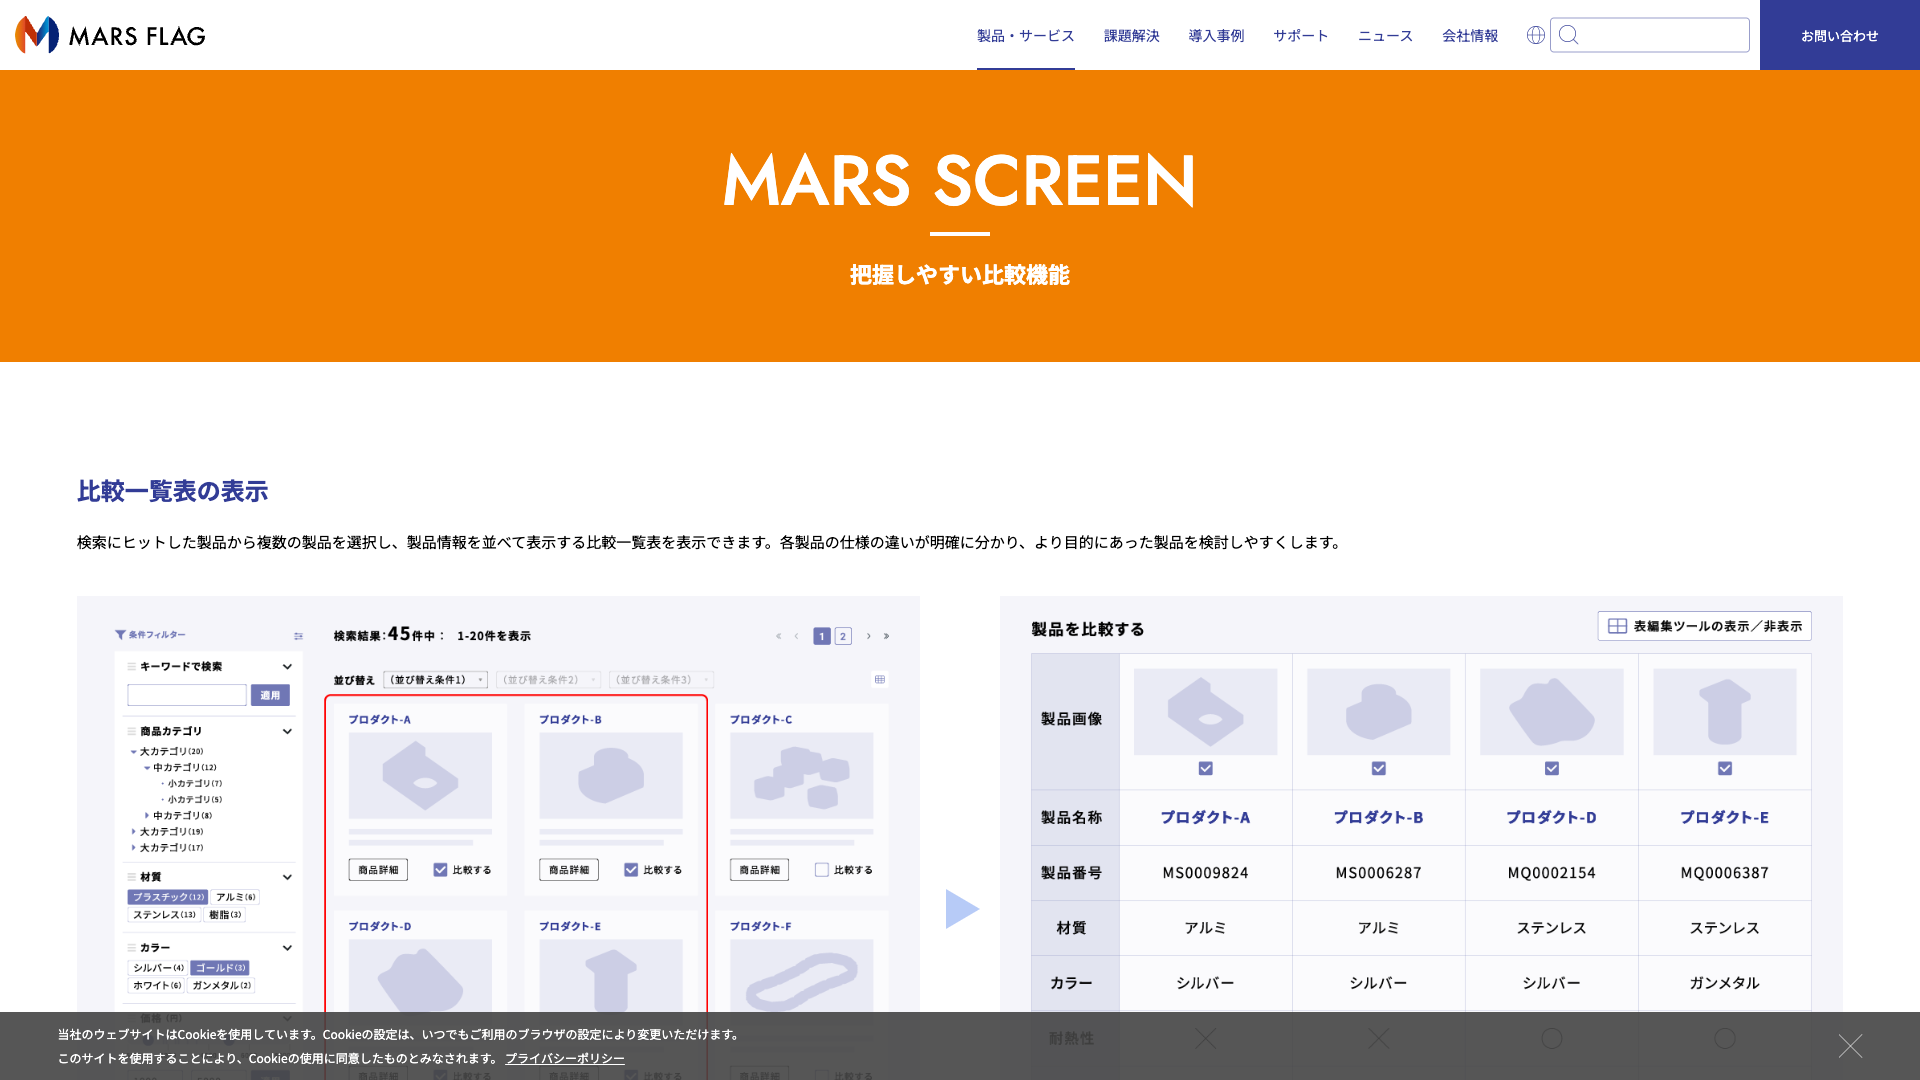 MARS FLAG
製品・サービス
課題解決
導入事例
サポート
ニュース
会社情報
お問い合わせ
MARS SCREEN
把握しやすい比較機能
比較一覧表の表示
検索にヒットした製品から複数の製品を選択し、製品情報を並べて表示する比較一覧表を表示できます。各製品の仕様の違いが明確に分かり、より目的にあった製品を検討しやすくします。
条件フィルター
キーワードで検索
適用
商品カテゴリ
大カテゴリ(20)
中カテゴリ(12)
・小カテゴリ(7)
・小カテゴリ(5)
中カテゴリ(8)
大カテゴリ(19)
大カテゴリ(17)
材質
プラスチック(12) アルミ(6)
ステンレス(13) 樹脂(3)
カラー
シルバー(4) ゴールド(3)
ホワイト(6) ガンメタル(2)
価格 (円)
検索結果:45件中： 1-20件を表示
« ‹ 1 2 › »
並び替え (並び替え条件1) (並び替え条件2) (並び替え条件3)
プロダクト-A プロダクト-B プロダクト-C
商品詳細 比較する 商品詳細 比較する 商品詳細 比較する
プロダクト-D プロダクト-E プロダクト-F
商品詳細 比較する 商品詳細 比較する 商品詳細 比較する
製品を比較する
表編集ツールの表示／非表示
製品画像
製品名称 プロダクト-A プロダクト-B プロダクト-D プロダクト-E
製品番号 MS0009824 MS0006287 MQ0002154 MQ0006387
材質 アルミ アルミ ステンレス ステンレス
カラー シルバー シルバー シルバー ガンメタル
耐熱性
当社のウェブサイトはCookieを使用しています。Cookieの設定は、いつでもご利用のブラウザの設定により変更いただけます。
このサイトを使用することにより、Cookieの使用に同意したものとみなされます。 プライバシーポリシー